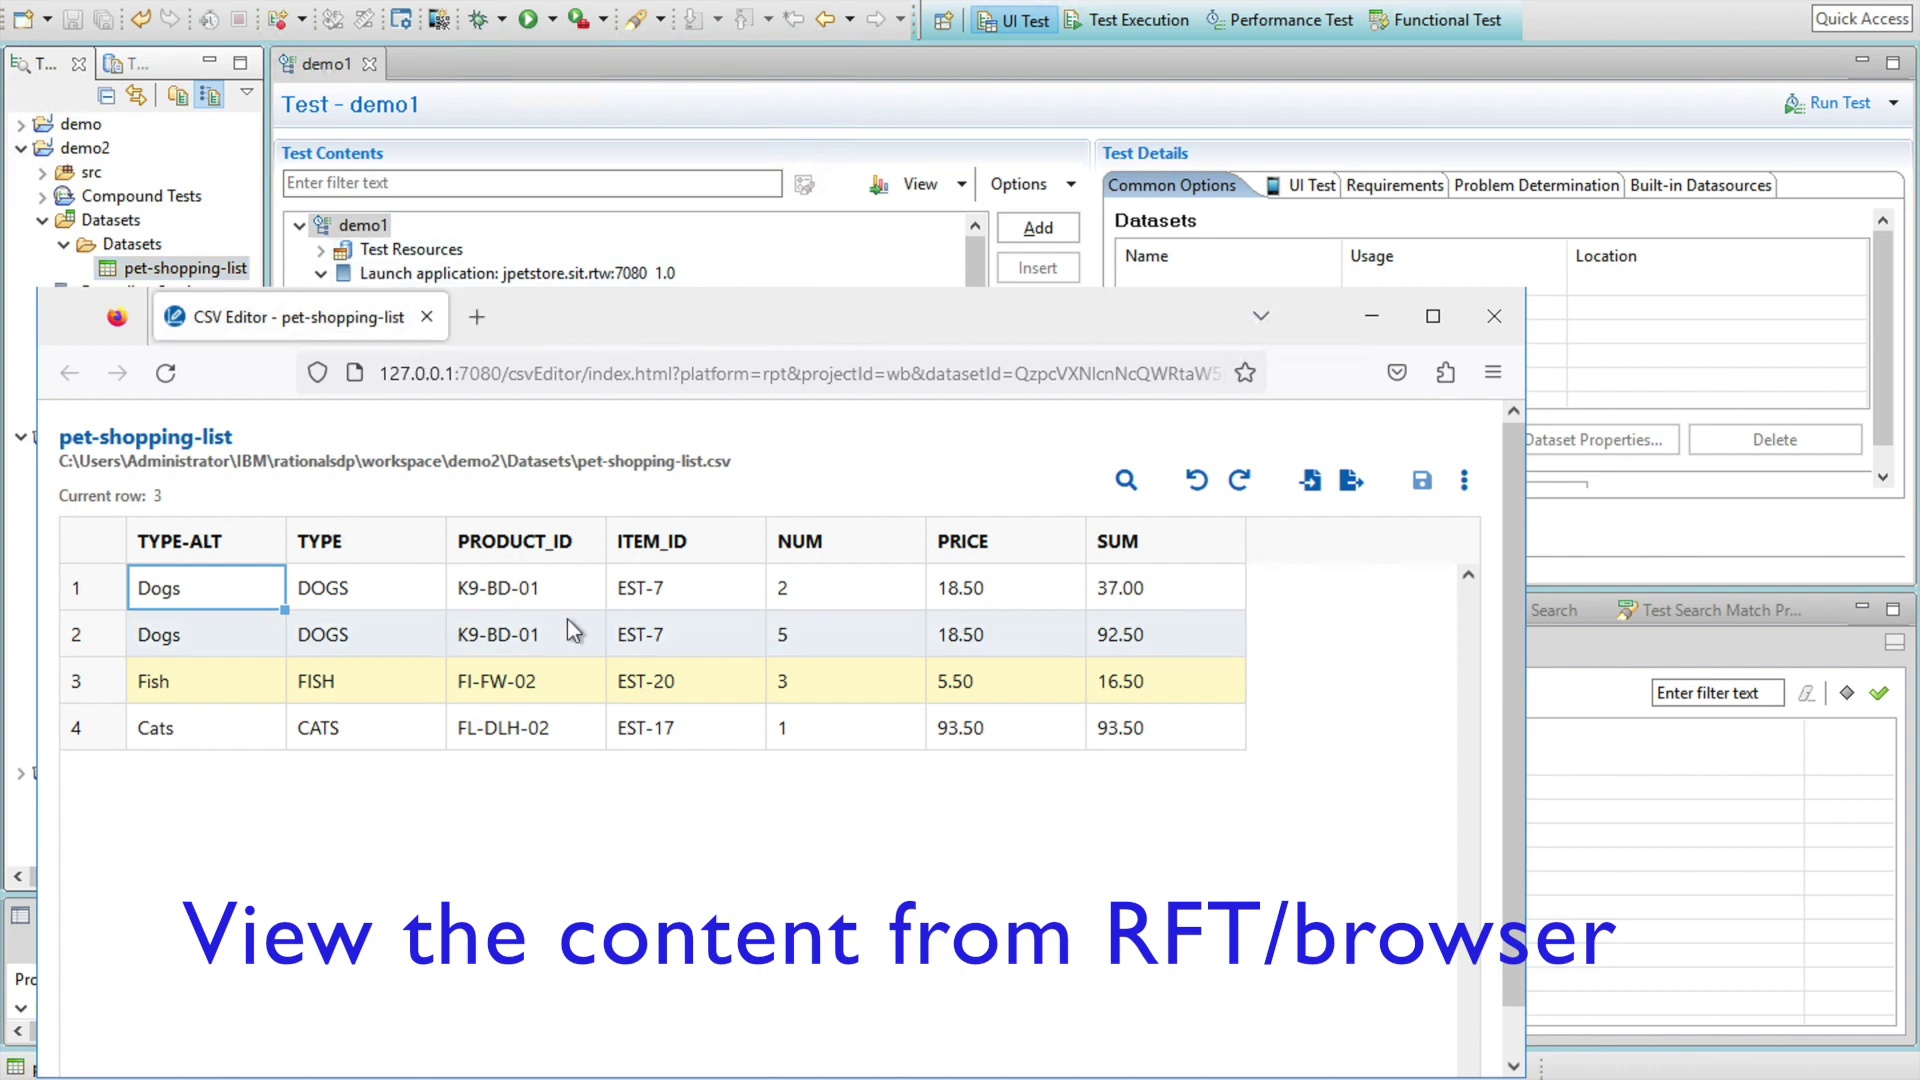 UI Test
Test Execution
Performance Test
Functional Test
Quick Access
T...
T...
demo1
Test - demo1
Run Test
demo
demo2
src
Compound Tests
Datasets
Datasets
pet-shopping-list
Test Contents
Enter filter text
View
Options
demo1
Test Resources
Launch application: jpetstore.sit.rtw:7080 1.0
Add
Insert
Test Details
Common Options
UI Test
Requirements
Problem Determination
Built-in Datasources
Datasets
Name Usage Location
Dataset Properties...
Delete
Search
Test Search Match Pr...
Enter filter text
CSV Editor - pet-shopping-list
127.0.0.1:7080/csvEditor/index.html?platform=rpt&projectId=wb&datasetId=QzpcVXNlcnNcQWRtaW5
pet-shopping-list
C:\Users\Administrator\IBM\rationalsdp\workspace\demo2\Datasets\pet-shopping-list.csv
Current row: 3
TYPE-ALT TYPE PRODUCT_ID ITEM_ID NUM PRICE SUM
1 Dogs DOGS K9-BD-01 EST-7 2 18.50 37.00
2 Dogs DOGS K9-BD-01 EST-7 5 18.50 92.50
3 Fish FISH FI-FW-02 EST-20 3 5.50 16.50
4 Cats CATS FL-DLH-02 EST-17 1 93.50 93.50
View the content from RFT/browser
Pro